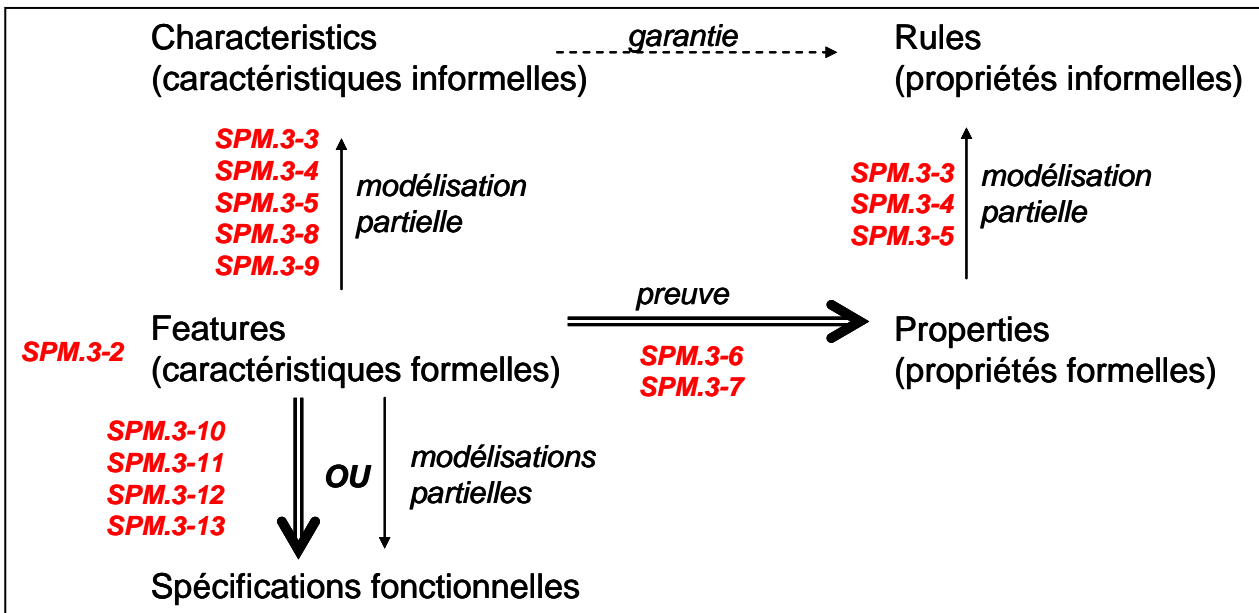 Characteristics
(caractéristiques informelles)
garantie
Rules
(propriétés informelles)
SPM.3-3
SPM.3-4
SPM.3-5
SPM.3-8
SPM.3-9
modélisation
partielle
SPM.3-3
SPM.3-4
SPM.3-5
modélisation
partielle
SPM.3-2
Features
(caractéristiques formelles)
preuve
SPM.3-6
SPM.3-7
Properties
(propriétés formelles)
SPM.3-10
SPM.3-11
SPM.3-12
SPM.3-13
OU
modélisations
partielles
Spécifications fonctionnelles